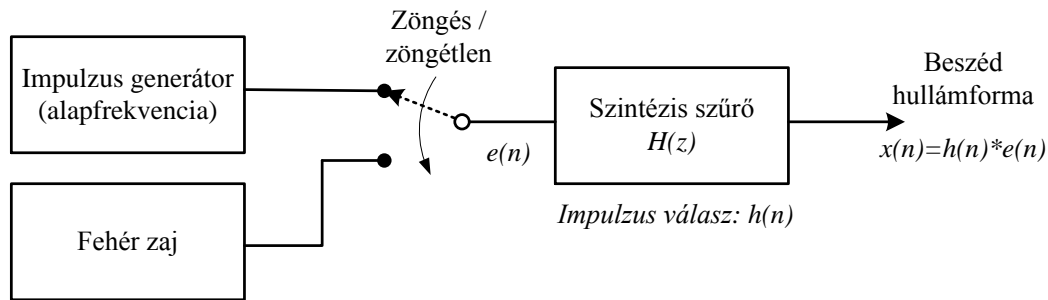 Zöngés /
zöngétlen
Impulzus generátor
(alapfrekvencia)
Fehér zaj
e(n)
Szintézis szűrő
H(z)
Impulzus válasz: h(n)
Beszéd
hullámforma
x(n)=h(n)*e(n)